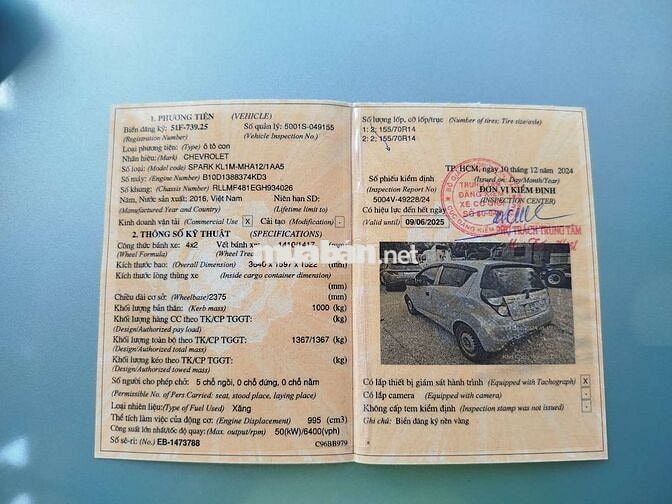 1. PHƯƠNG TIỆN (VEHICLE)
Biển đăng ký: 51F-739.25 Số quản lý: 5001S-049155
(Registration Number) (Vehicle Inspection No.)
Loại phương tiện: (Type) ô tô con
Nhãn hiệu: (Mark) CHEVROLET
Số loại: (Model code) SPARK KL1M-MHA12/1AA5
Số máy: (Engine Number) B10D1388374KD3
Số khung: (Chassis Number) RLLMF481EGH934026
Năm, Nước sản xuất: 2016, Việt Nam Niên hạn SD:
(Manufactured Year and Country) (Lifetime limit to)
Kinh doanh vận tải (Commercial Use) X Cải tạo (Modification) -
2. THÔNG SỐ KỸ THUẬT (SPECIFICATIONS)
Công thức bánh xe: 4x2 Vết bánh xe: 1410/1417 (mm)
(Wheel Formula) (Wheel
Kích thước bao: (Overall Dimension) 3640 x 1597 x 1522 (mm)
Kích thước lòng thùng xe (Inside cargo container dimension)
(mm)
Chiều dài cơ sở: (Wheelbase) 2375 (mm)
Khối lượng bản thân: (Kerb mass) 1000 (kg)
Khối lượng hàng CC theo TK/CP TGGT: (kg)
(Design/Authorized pay load)
Khối lượng toàn bộ theo TK/CP TGGT: 1367/1367 (kg)
(Design/Authorized total mass)
Khối lượng kéo theo TK/CP TGGT: (kg)
(Design/Authorized towed mass)
Số người cho phép chở: 5 chỗ ngồi, 0 chỗ đứng, 0 chỗ nằm
(Permissible No. of Pers Carried: seat, stood place, laying place)
Loại nhiên liệu: (Type of Fuel Used) Xăng
Thể tích làm việc của động cơ: (Engine Displacement) 995 (cm3)
Công suất lớn nhất/tốc độ quay: (Max. output/rpm) 50(kW)/6400(vph)
Số sê-ri: (No.) EB-1473788 C96BB979
Số lượng lốp, cỡ lốp/trục (Number of tires; Tire size/axle)
1: 2; 155/70R14
2: 2; 155/70R14
TP. HCM, ngày 10 tháng 12 năm 2024
Số phiếu kiểm định (Issued on: Day/Month/Year)
(Inspection Report No) ĐƠN VỊ KIỂM ĐỊNH
5004V-49228/24 (INSPECTION CENTER)
Có hiệu lực đến hết ngày
(Valid until) 09/06/2025
PHỤ TRÁCH TRUNG TÂM
muaban.net
Có lắp thiết bị giám sát hành trình (Equipped with Tachograph) X
Có lắp camera (Equipped with camera) -
Không cấp tem kiểm định (Inspection stamp was not issued) -
Ghi chú: Biển đăng ký nền vàng